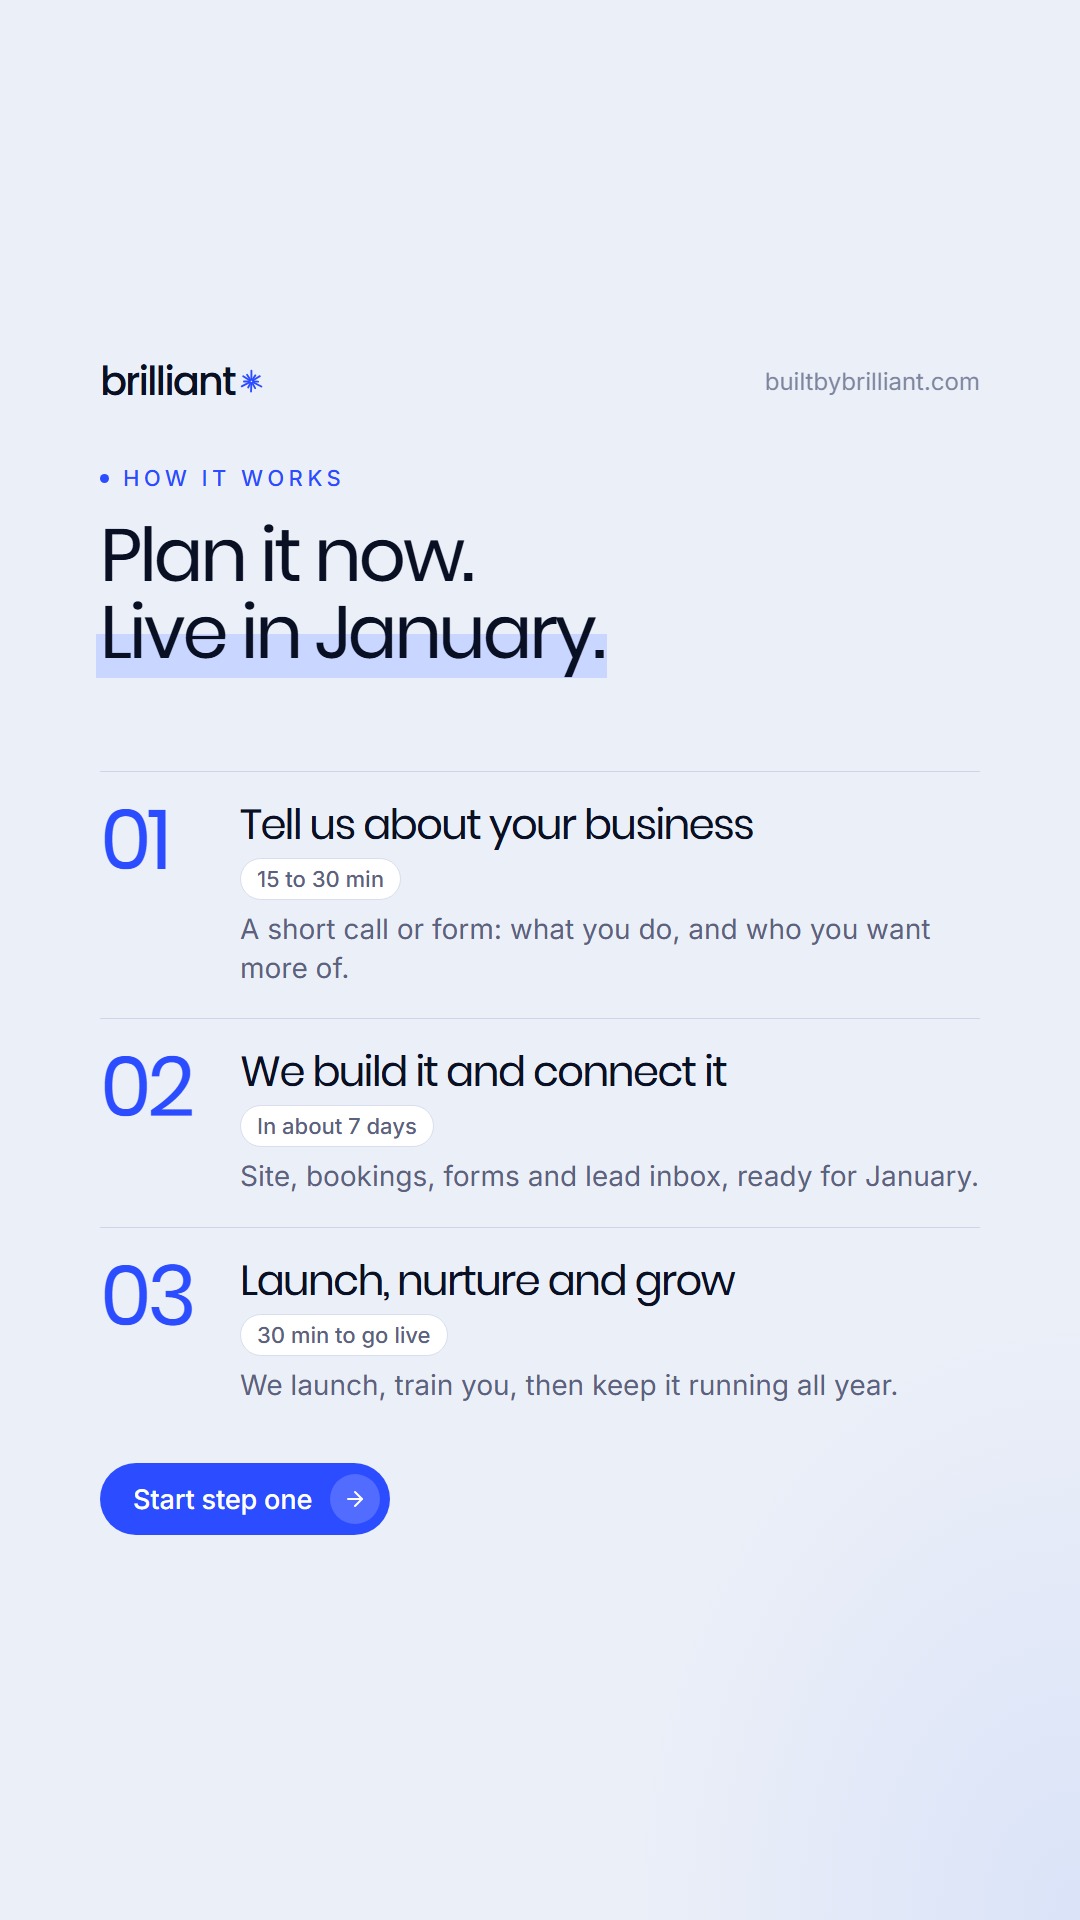 brilliant
builtbybrilliant.com
HOW IT WORKS
Plan it now.
Live in January.
01
Tell us about your business
15 to 30 min
A short call or form: what you do, and who you want
more of.
02
We build it and connect it
In about 7 days
Site, bookings, forms and lead inbox, ready for January.
03
Launch, nurture and grow
30 min to go live
We launch, train you, then keep it running all year.
Start step one